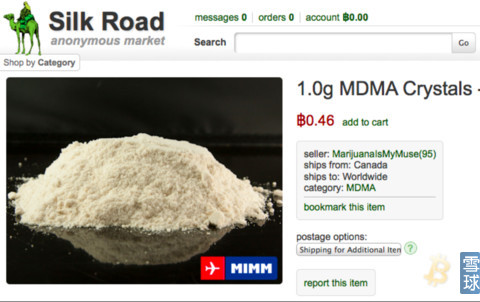 Silk Road
anonymous market
messages 0 | orders 0 | account ฿0.00
Search
Go
Shop by Category
1.0g MDMA Crystals -
฿0.46 add to cart
seller: MarijuanaIsMyMuse(95)
ships from: Canada
ships to: Worldwide
category: MDMA
bookmark this item
postage options:
Shipping for Additional Iten
?
report this item
MIMM
雪球